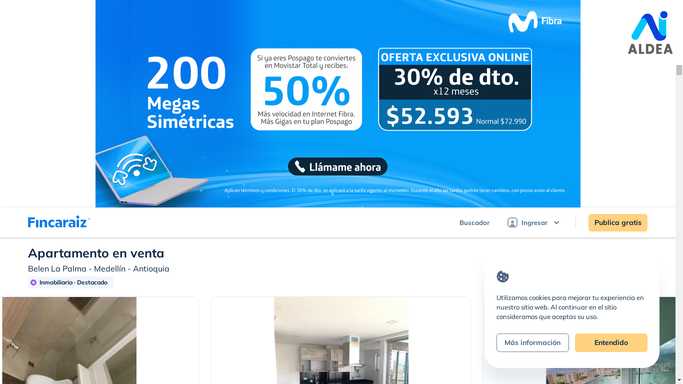 Fibra
ALDEA
200
Megas
Simétricas
Si ya eres Pospago te conviertes
en Movistar Total y recibes.
50%
Más velocidad en Internet Fibra.
Más Gigas en tu plan Pospago
OFERTA EXCLUSIVA ONLINE
30% de dto.
x12 meses
$52.593 Normal $72.990
Llámame ahora
Fincaraiz
Buscador
Ingresar
Publica gratis
Apartamento en venta
Belen La Palma - Medellín - Antioquia
Inmobiliario · Destacado
Utilizamos cookies para mejorar tu experiencia en
nuestro sitio web. Al continuar en el sitio
consideramos que aceptas su uso.
Más información
Entendido